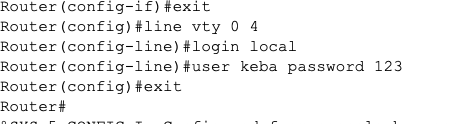 Router(config-if)#exit
Router(config)#line vty 0 4
Router(config-line)#login local
Router(config-line)#user keba password 123
Router(config)#exit
Router#